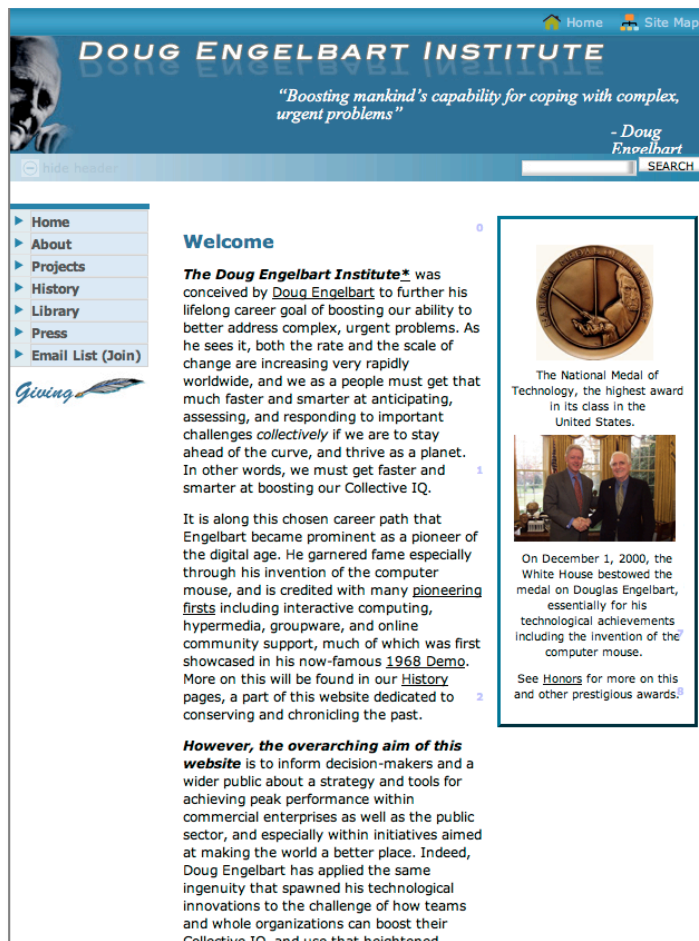 Home Site Map
DOUG ENGELBART INSTITUTE
“Boosting mankind’s capability for coping with complex,
urgent problems”
- Doug
Engelbart
hide header
SEARCH
Home
About
Projects
History
Library
Press
Email List (Join)
Giving
0
Welcome
The Doug Engelbart Institute* was
conceived by Doug Engelbart to further his
lifelong career goal of boosting our ability to
better address complex, urgent problems. As
he sees it, both the rate and the scale of
change are increasing very rapidly
worldwide, and we as a people must get that
much faster and smarter at anticipating,
assessing, and responding to important
challenges collectively if we are to stay
ahead of the curve, and thrive as a planet.
In other words, we must get faster and
1
smarter at boosting our Collective IQ.
It is along this chosen career path that
Engelbart became prominent as a pioneer of
the digital age. He garnered fame especially
through his invention of the computer
mouse, and is credited with many pioneering
firsts including interactive computing,
hypermedia, groupware, and online
community support, much of which was first
showcased in his now-famous 1968 Demo.
More on this will be found in our History
pages, a part of this website dedicated to
2
conserving and chronicling the past.
However, the overarching aim of this
website is to inform decision-makers and a
wider public about a strategy and tools for
achieving peak performance within
commercial enterprises as well as the public
sector, and especially within initiatives aimed
at making the world a better place. Indeed,
Doug Engelbart has applied the same
ingenuity that spawned his technological
innovations to the challenge of how teams
and whole organizations can boost their
Collective IQ, and use that heightened
The National Medal of
Technology, the highest award
in its class in the
United States.
On December 1, 2000, the
White House bestowed the
medal on Douglas Engelbart,
essentially for his
technological achievements
including the invention of the
7
computer mouse.
See Honors for more on this
and other prestigious awards.
8